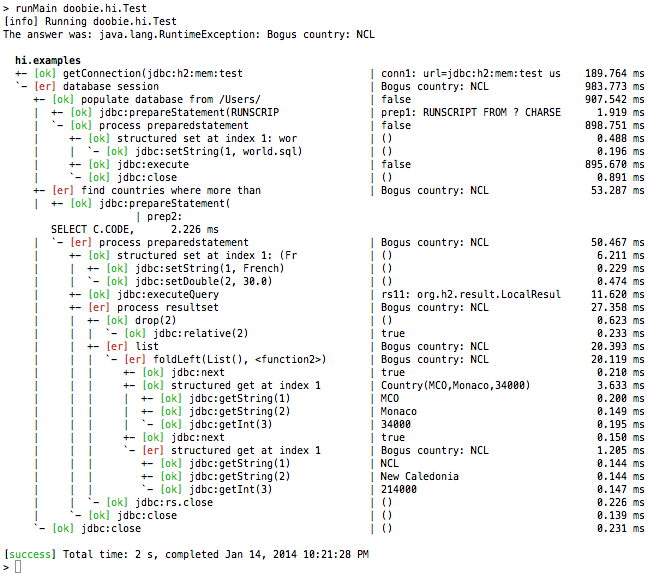 > runMain doobie.hi.Test
[info] Running doobie.hi.Test
The answer was: java.lang.RuntimeException: Bogus country: NCL

  hi.examples
  +- [ok] getConnection(jdbc:h2:mem:test                     | conn1: url=jdbc:h2:mem:test us    189.764 ms
  `- [er] database session                                   | Bogus country: NCL                983.773 ms
     +- [ok] populate database from /Users/                  | false                             907.542 ms
     |  +- [ok] jdbc:prepareStatement(RUNSCRIP               | prep1: RUNSCRIPT FROM ? CHARSE      1.919 ms
     |  `- [ok] process preparedstatement                    | false                             898.751 ms
     |     +- [ok] structured set at index 1: wor            | ()                                  0.488 ms
     |     |  `- [ok] jdbc:setString(1, world.sql)           | ()                                  0.196 ms
     |     +- [ok] jdbc:execute                              | false                             895.670 ms
     |     `- [ok] jdbc:close                                | ()                                  0.891 ms
     +- [er] find countries where more than                  | Bogus country: NCL                 53.287 ms
     |  +- [ok] jdbc:prepareStatement(
                      | prep2:
        SELECT C.CODE,      2.226 ms
     |  `- [er] process preparedstatement                    | Bogus country: NCL                 50.467 ms
     |     +- [ok] structured set at index 1: (Fr            | ()                                  6.211 ms
     |     |  +- [ok] jdbc:setString(1, French)              | ()                                  0.229 ms
     |     |  `- [ok] jdbc:setDouble(2, 30.0)                | ()                                  0.474 ms
     |     +- [ok] jdbc:executeQuery                         | rs11: org.h2.result.LocalResul     11.620 ms
     |     +- [er] process resultset                         | Bogus country: NCL                 27.358 ms
     |     |  +- [ok] drop(2)                                | ()                                  0.623 ms
     |     |  |  `- [ok] jdbc:relative(2)                    | true                                0.233 ms
     |     |  +- [er] list                                   | Bogus country: NCL                 20.393 ms
     |     |  |  `- [er] foldLeft(List(), <function2>)       | Bogus country: NCL                 20.119 ms
     |     |  |     +- [ok] jdbc:next                        | true                                0.210 ms
     |     |  |     +- [ok] structured get at index 1        | Country(MCO,Monaco,34000)           3.633 ms
     |     |  |     |  +- [ok] jdbc:getString(1)             | MCO                                 0.200 ms
     |     |  |     |  +- [ok] jdbc:getString(2)             | Monaco                              0.149 ms
     |     |  |     |  `- [ok] jdbc:getInt(3)                | 34000                               0.195 ms
     |     |  |     +- [ok] jdbc:next                        | true                                0.150 ms
     |     |  |     `- [er] structured get at index 1        | Bogus country: NCL                  1.205 ms
     |     |  |        +- [ok] jdbc:getString(1)             | NCL                                 0.144 ms
     |     |  |        +- [ok] jdbc:getString(2)             | New Caledonia                       0.144 ms
     |     |  |        `- [ok] jdbc:getInt(3)                | 214000                              0.147 ms
     |     |  `- [ok] jdbc:rs.close                          | ()                                  0.226 ms
     |     `- [ok] jdbc:close                                | ()                                  0.139 ms
     `- [ok] jdbc:close                                      | ()                                  0.231 ms

[success] Total time: 2 s, completed Jan 14, 2014 10:21:28 PM
>